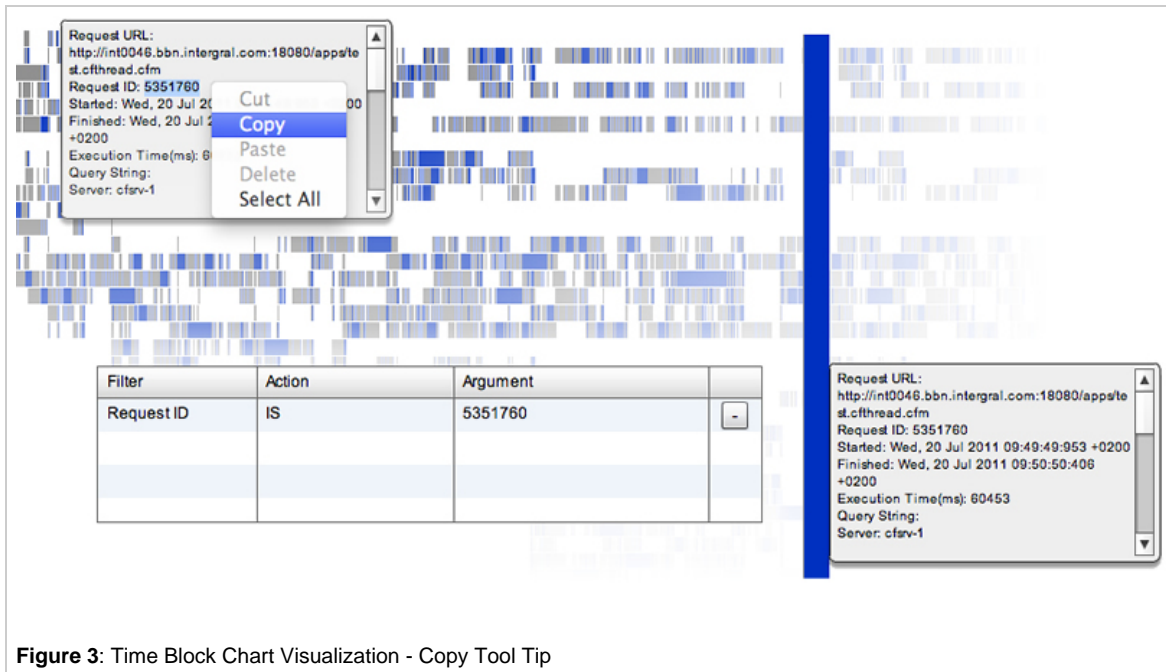 Request URL:
http://int0046.bbn.intergral.com:18080/apps/te
st.cfthread.cfm
Request ID: 5351760
Started: Wed, 20 Jul 20 00
Finished: Wed, 20 Jul 2
+0200
Execution Time(ms): 6
Query String:
Server: cfsrv-1
Cut
Copy
Paste
Delete
Select All
Filter Action Argument
Request ID IS 5351760 -
Request URL:
http://int0046.bbn.intergral.com:18080/apps/te
st.cfthread.cfm
Request ID: 5351760
Started: Wed, 20 Jul 2011 09:49:49:953 +0200
Finished: Wed, 20 Jul 2011 09:50:50:406
+0200
Execution Time(ms): 60453
Query String:
Server: cfsrv-1
Figure 3: Time Block Chart Visualization - Copy Tool Tip